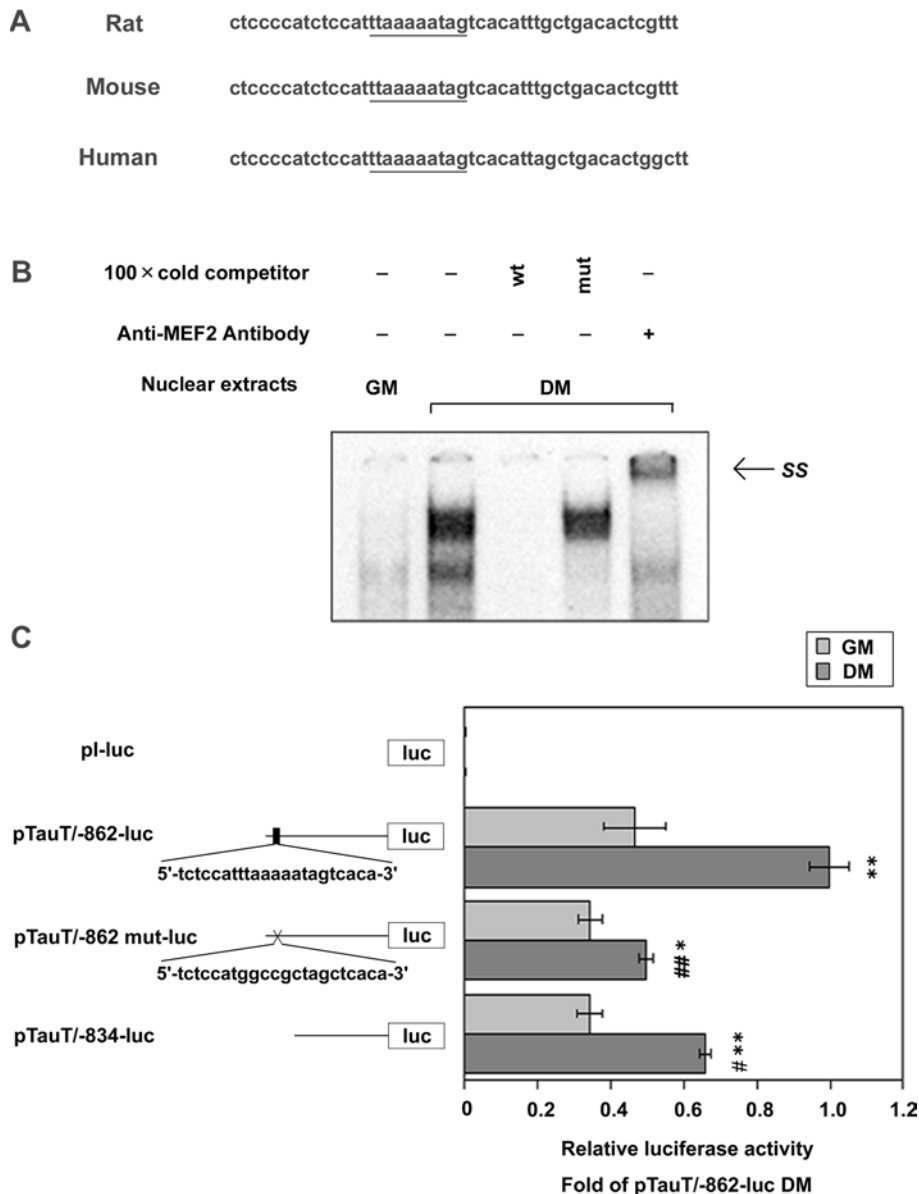 A
Rat ctccccatctccatttaaaaatagtcacatttgctgacactcgttt
Mouse ctccccatctccatttaaaaatagtcacatttgctgacactcgttt
Human ctccccatctccatttaaaaatagtcacattagctgacactggctt
B
100×cold competitor – – wt mut –
Anti-MEF2 Antibody – – – – +
Nuclear extracts GM DM
SS
C
GM
DM
pl-luc luc
pTauT/-862-luc luc
5'-tctccatttaaaaatagtcaca-3'
**
pTauT/-862 mut-luc luc
5'-tctccatggccgctagctcaca-3'
##*
pTauT/-834-luc luc
#**
0 0.2 0.4 0.6 0.8 1.0 1.2
Relative luciferase activity
Fold of pTauT/-862-luc DM